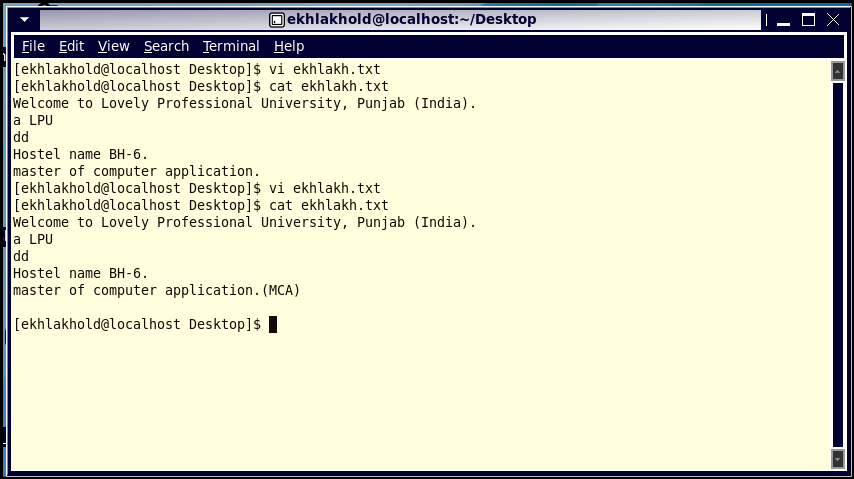 ekhlakhold@localhost:~/Desktop
File Edit View Search Terminal Help
[ekhlakhold@localhost Desktop]$ vi ekhlakh.txt
[ekhlakhold@localhost Desktop]$ cat ekhlakh.txt
Welcome to Lovely Professional University, Punjab (India).
a LPU
dd
Hostel name BH-6.
master of computer application.
[ekhlakhold@localhost Desktop]$ vi ekhlakh.txt
[ekhlakhold@localhost Desktop]$ cat ekhlakh.txt
Welcome to Lovely Professional University, Punjab (India).
a LPU
dd
Hostel name BH-6.
master of computer application.(MCA)
[ekhlakhold@localhost Desktop]$